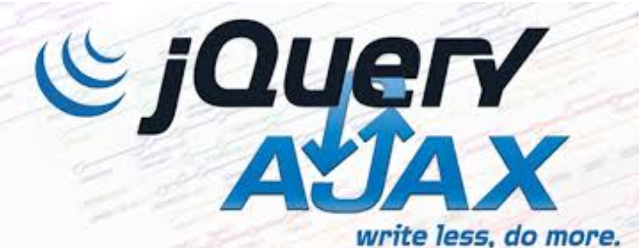 jQuery
AJAX
write less, do more.